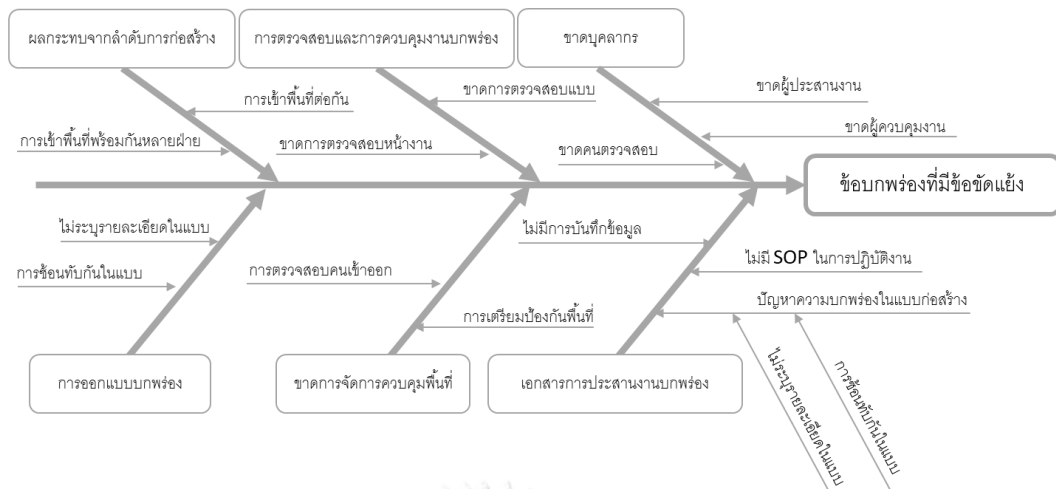 ผลกระทบจากลำดับการก่อสร้าง
การตรวจสอบและการควบคุมงานบกพร่อง
ขาดบุคลากร
การเข้าพื้นที่ต่อกัน
การเข้าพื้นที่พร้อมกันหลายฝ่าย
ขาดการตรวจสอบแบบ
ขาดการตรวจสอบหน้างาน
ขาดผู้ประสานงาน
ขาดผู้ควบคุมงาน
ขาดคนตรวจสอบ
ข้อบกพร่องที่มีข้อขัดแย้ง
ไม่ระบุรายละเอียดในแบบ
การซ้อนทับกันในแบบ
การตรวจสอบคนเข้าออก
การเตรียมป้องกันพื้นที่
ไม่มีการบันทึกข้อมูล
ไม่มี SOP ในการปฏิบัติงาน
ปัญหาความบกพร่องในแบบก่อสร้าง
ไม่ระบุรายละเอียดในแบบ
การซ้อนทับกันในแบบ
การออกแบบบกพร่อง
ขาดการจัดการควบคุมพื้นที่
เอกสารการประสานงานบกพร่อง